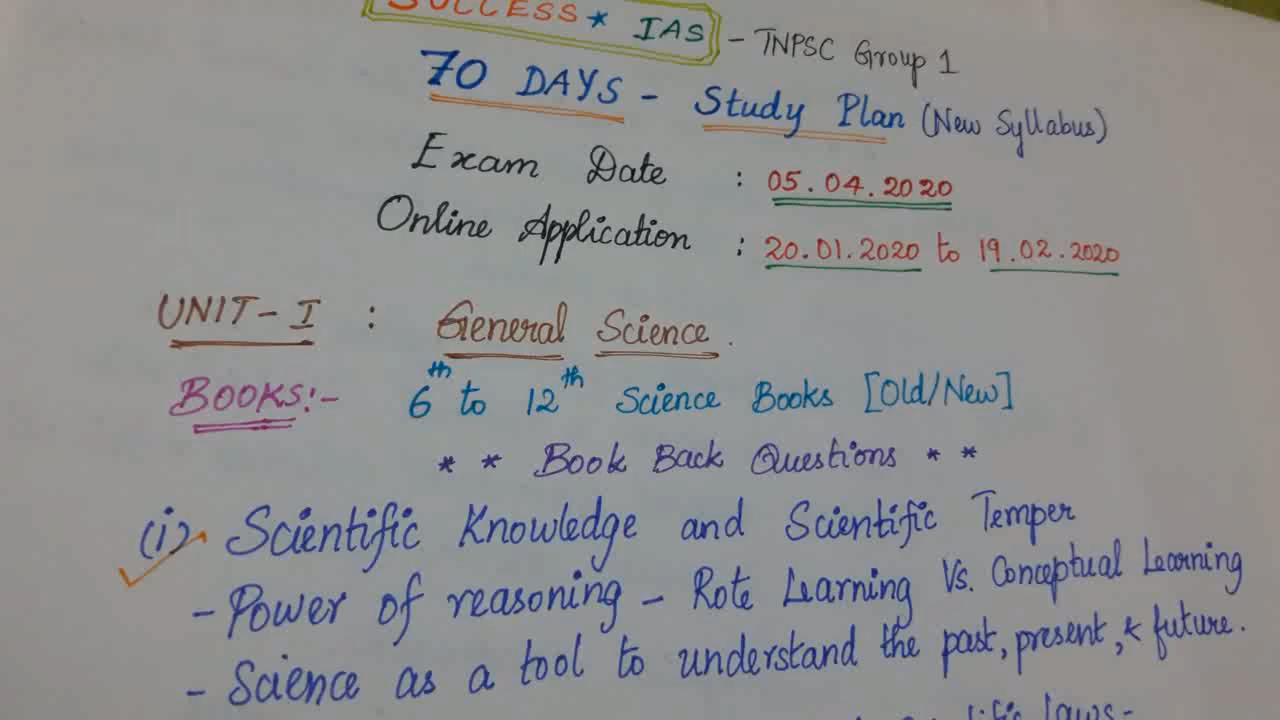 SUCCESS * IAS - TNPSC Group 1
70 DAYS - Study Plan (New Syllabus)
Exam Date : 05.04.2020
Online Application : 20.01.2020 to 19.02.2020
UNIT-I : General Science.
BOOKS:- 6th to 12th Science Books [Old/New]
* * Book Back Questions * *
(i) Scientific Knowledge and Scientific Temper
- Power of reasoning - Rote Learning Vs. Conceptual Learning
- Science as a tool to understand the past, present, & future.
laws-